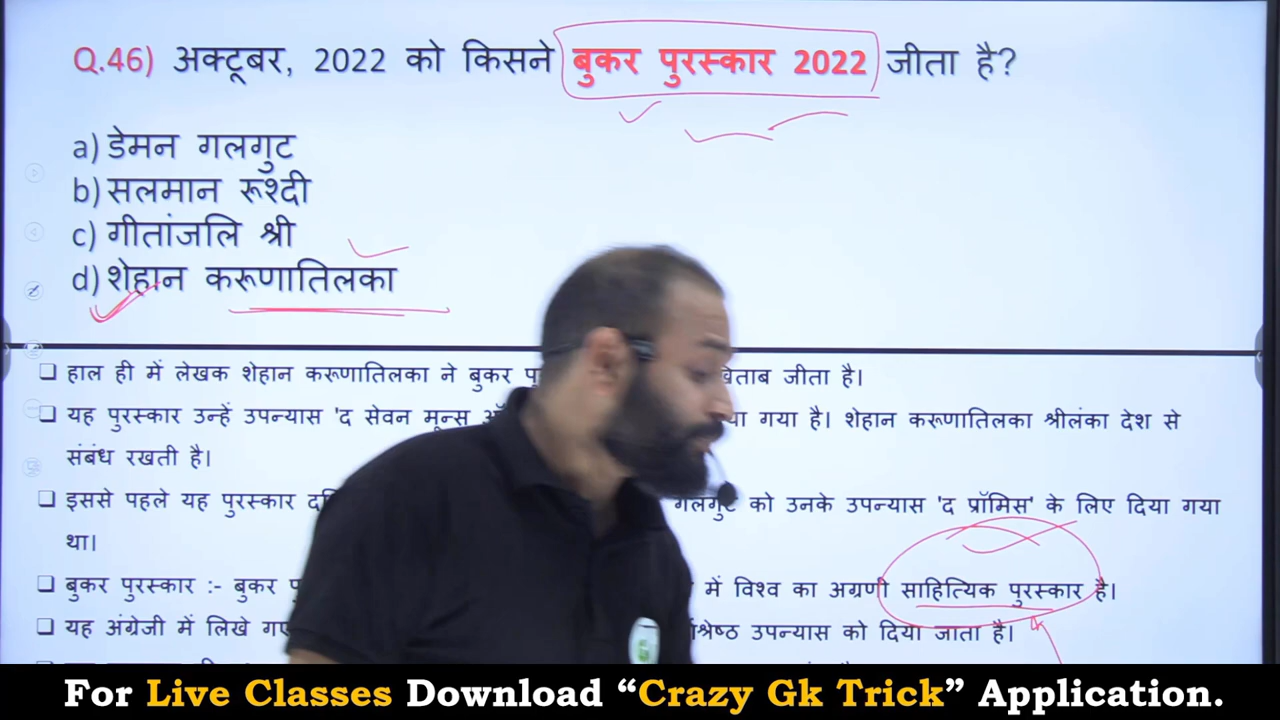 Q.46) अक्टूबर, 2022 को किसने बुकर पुरस्कार 2022 जीता है?
a) डेमन गलगुट
b) सलमान रूश्दी
c) गीतांजलि श्री
d) शेहान करूणातिलका
❑ हाल ही में लेखक शेहान करूणातिलका ने बुकर जीता है।
❑ यह पुरस्कार उन्हें उपन्यास 'द सेवन मून्स गया है। शेहान करूणातिलका श्रीलंका देश से
संबंध रखती है।
❑ इससे पहले यह पुरस्कार गलगुट को उनके उपन्यास 'द प्रॉमिस' के लिए दिया गया
था।
❑ बुकर पुरस्कार :- बुकर में विश्व का अग्रणी साहित्यिक पुरस्कार है।
❑ यह अंग्रेजी में लिखे उपन्यास को दिया जाता है।
For Live Classes Download “Crazy Gk Trick” Application.